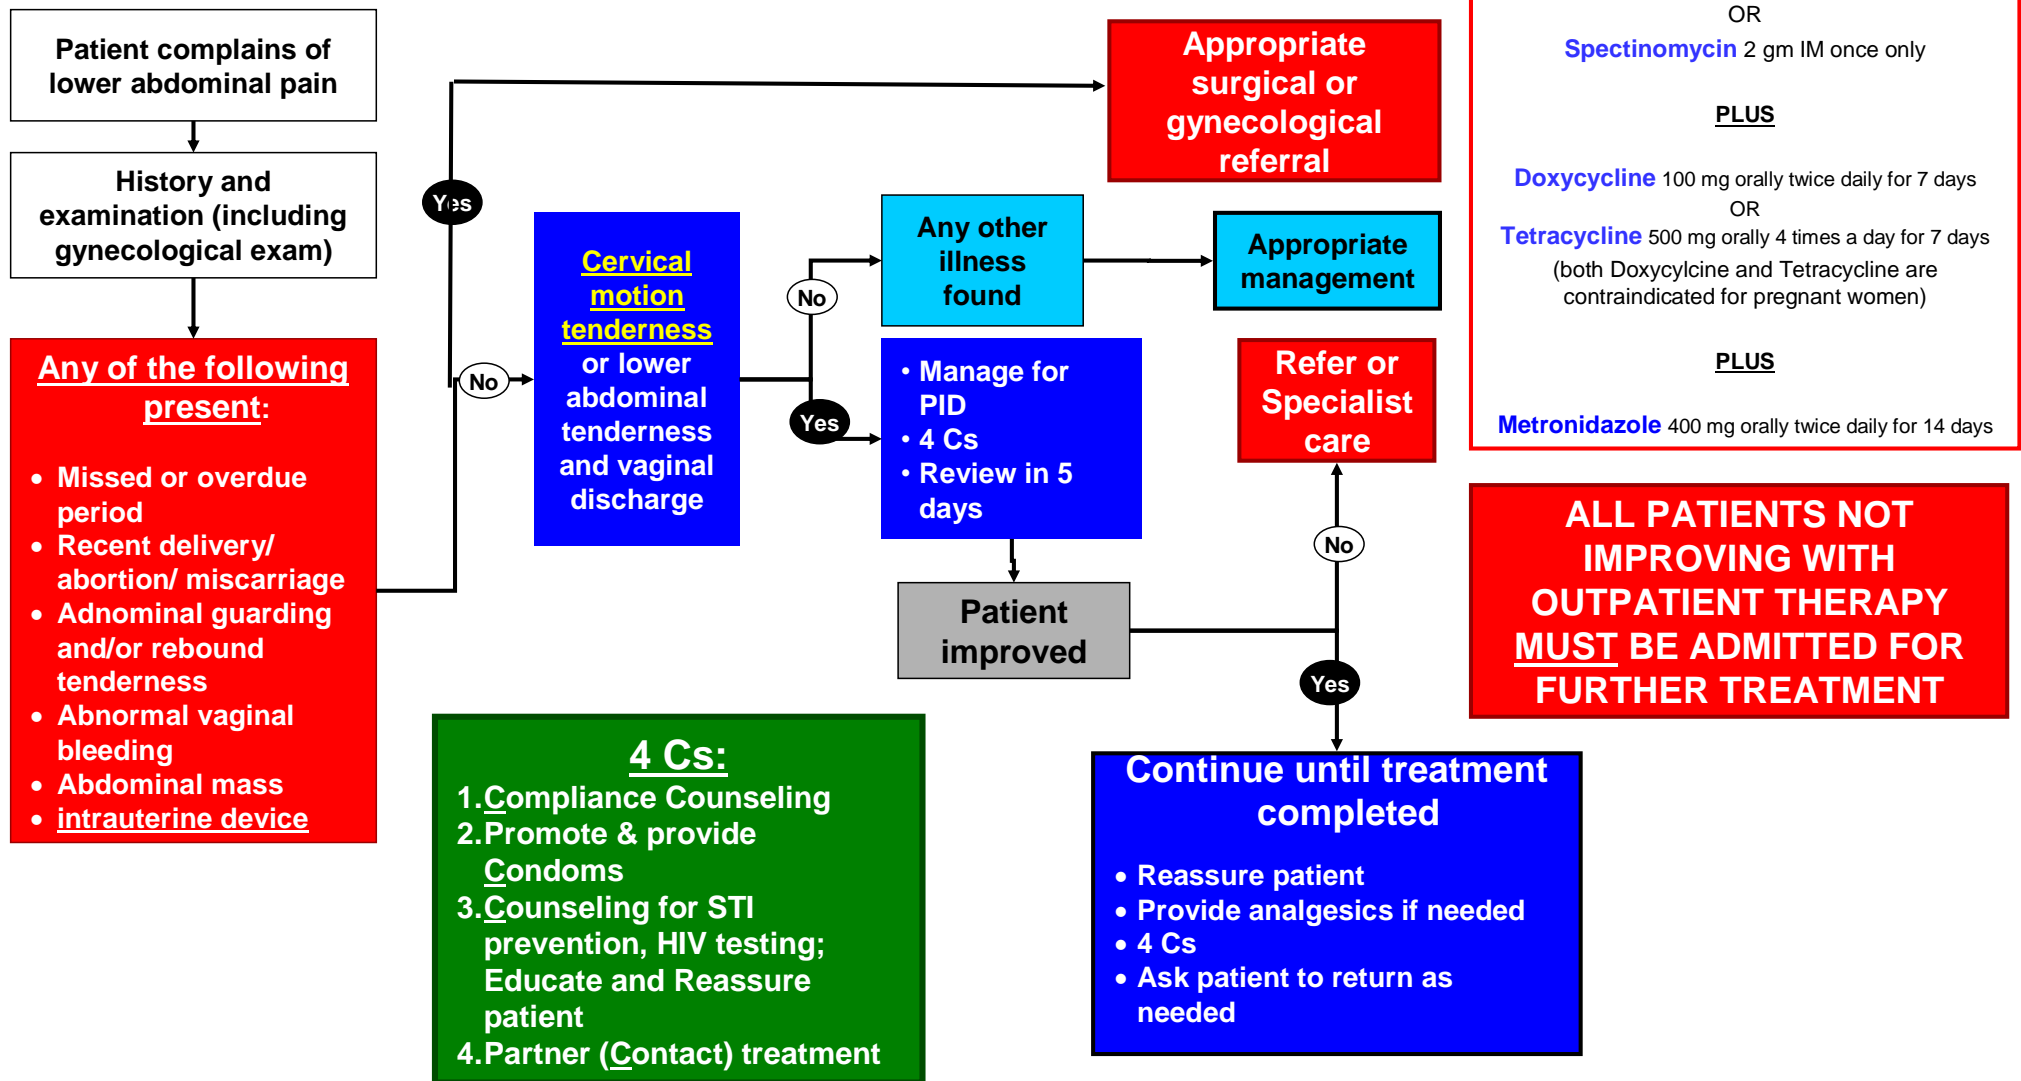 Patient complains of
lower abdominal pain
History and
examination (including
gynecological exam)
Any of the following
present:
• Missed or overdue
period
• Recent delivery/
abortion/ miscarriage
• Adnominal guarding
and/or rebound
tenderness
• Abnormal vaginal
bleeding
• Abdominal mass
• intrauterine device
Yes
No
Appropriate
surgical or
gynecological
referral
Cervical
motion
tenderness
or lower
abdominal
tenderness
and vaginal
discharge
No
Yes
Any other
illness
found
Appropriate
management
• Manage for
PID
• 4 Cs
• Review in 5
days
Patient
improved
No
Yes
Refer or
Specialist
care
Continue until treatment
completed
• Reassure patient
• Provide analgesics if needed
• 4 Cs
• Ask patient to return as
needed
4 Cs:
1.Compliance Counseling
2.Promote & provide
Condoms
3.Counseling for STI
prevention, HIV testing;
Educate and Reassure
patient
4.Partner (Contact) treatment
OR
Spectinomycin 2 gm IM once only
PLUS
Doxycycline 100 mg orally twice daily for 7 days
OR
Tetracycline 500 mg orally 4 times a day for 7 days
(both Doxycylcine and Tetracycline are
contraindicated for pregnant women)
PLUS
Metronidazole 400 mg orally twice daily for 14 days
ALL PATIENTS NOT
IMPROVING WITH
OUTPATIENT THERAPY
MUST BE ADMITTED FOR
FURTHER TREATMENT